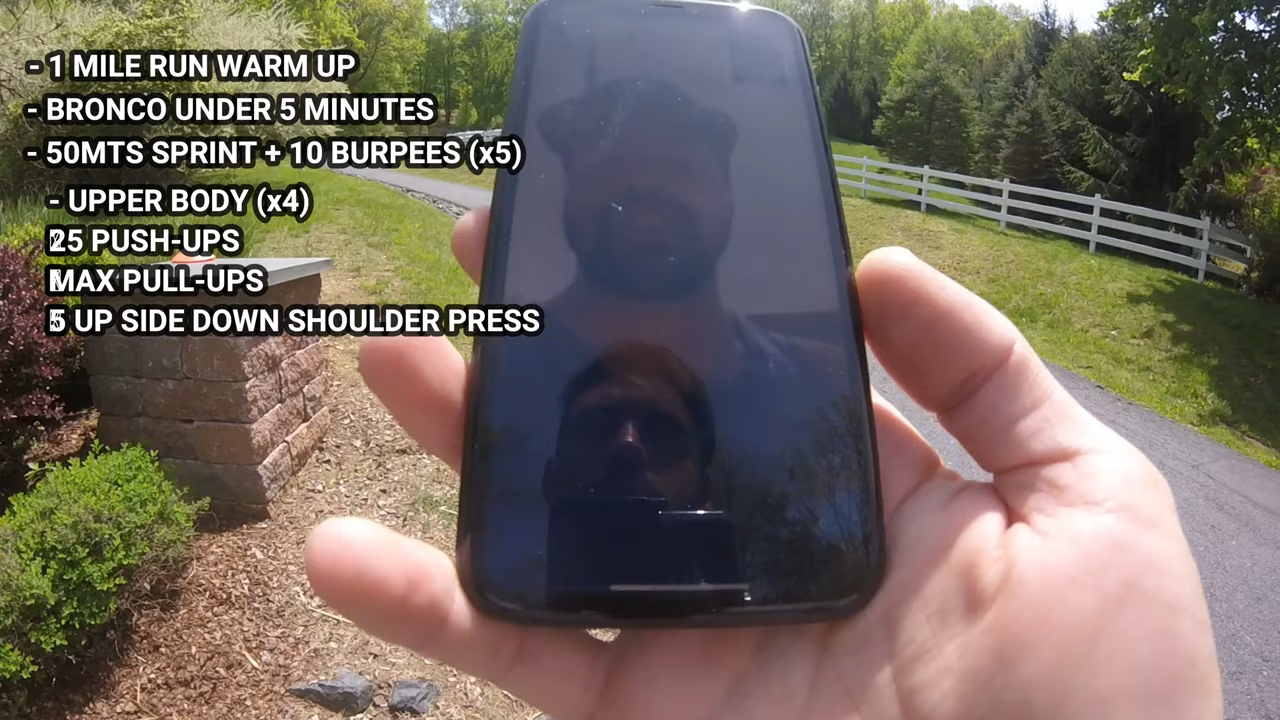 - 1 MILE RUN WARM UP
- BRONCO UNDER 5 MINUTES
- 50MTS SPRINT + 10 BURPEES (x5)
- UPPER BODY (x4)
25 PUSH-UPS
MAX PULL-UPS
5 UP SIDE DOWN SHOULDER PRESS